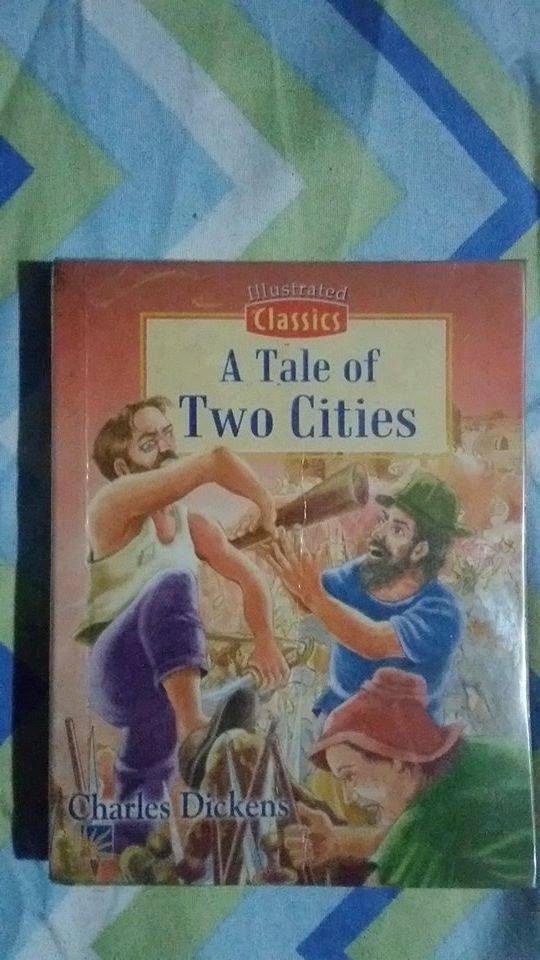 Illustrated
Classics
A Tale of
Two Cities
Charles Dickens